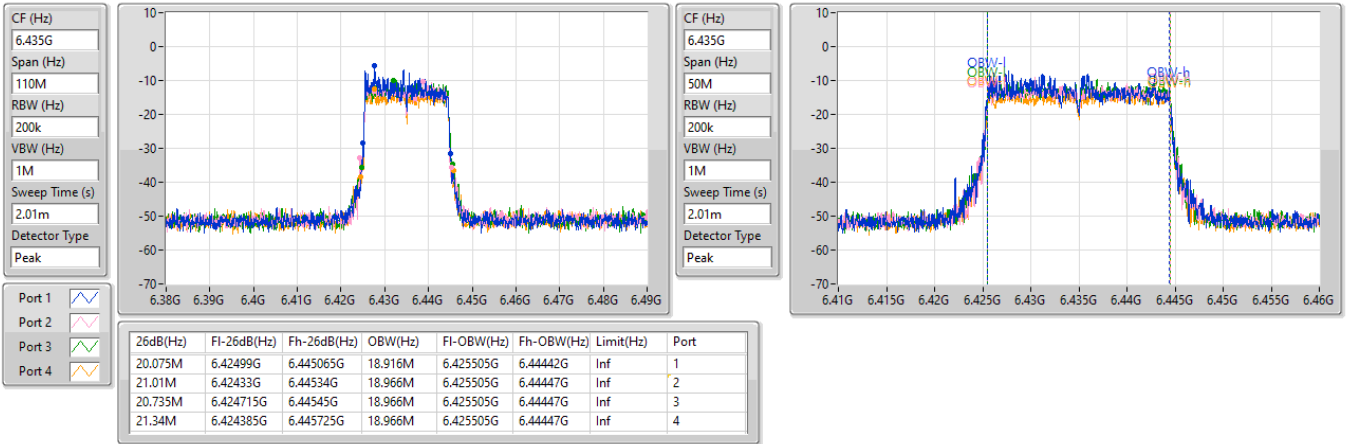 CF (Hz)
6.435G
Span (Hz)
110M
RBW (Hz)
200k
VBW (Hz)
1M
Sweep Time (s)
2.01m
Detector Type
Peak
10-
0-
-10-
-20-
-30-
-40-
-50-
-60-
-70-
6.38G 6.39G 6.4G 6.41G 6.42G 6.43G 6.44G 6.45G 6.46G 6.47G 6.48G 6.49G
CF (Hz)
6.435G
Span (Hz)
50M
RBW (Hz)
200k
VBW (Hz)
1M
Sweep Time (s)
2.01m
Detector Type
Peak
10-
0-
-10-
-20-
-30-
-40-
-50-
-60-
-70-
OBW-l OBW-h
6.41G 6.415G 6.42G 6.425G 6.43G 6.435G 6.44G 6.445G 6.45G 6.455G 6.46G
Port 1
Port 2
Port 3
Port 4
26dB(Hz) Fl-26dB(Hz) Fh-26dB(Hz) OBW(Hz) Fl-OBW(Hz) Fh-OBW(Hz) Limit(Hz) Port
20.075M 6.42499G 6.445065G 18.916M 6.425505G 6.44442G Inf 1
21.01M 6.42433G 6.44534G 18.966M 6.425505G 6.44447G Inf 2
20.735M 6.424715G 6.44545G 18.966M 6.425505G 6.44447G Inf 3
21.34M 6.424385G 6.445725G 18.966M 6.425505G 6.44447G Inf 4